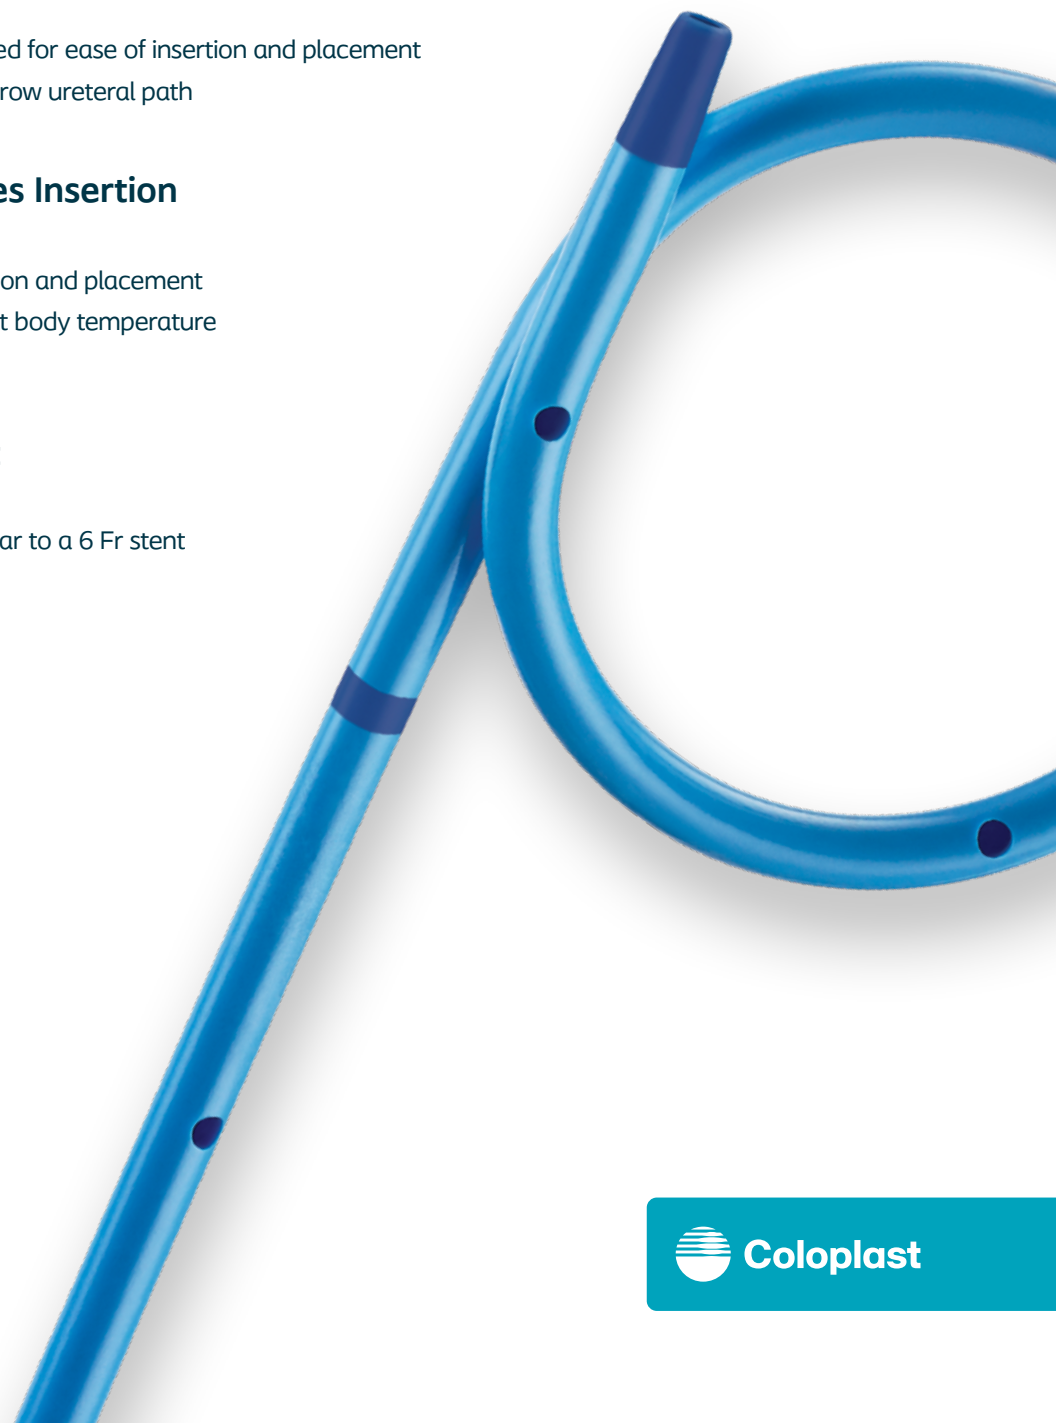 ed for ease of insertion and placement
row ureteral path
es Insertion
on and placement
t body temperature
ar to a 6 Fr stent
Coloplast